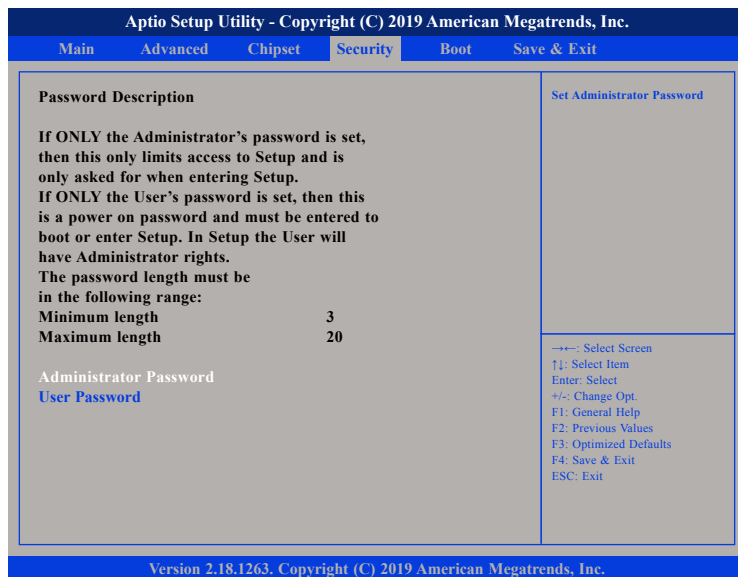 Aptio Setup Utility - Copyright (C) 2019 American Megatrends, Inc.
Main Advanced Chipset Security Boot Save & Exit
Password Description
If ONLY the Administrator's password is set,
then this only limits access to Setup and is
only asked for when entering Setup.
If ONLY the User's password is set, then this
is a power on password and must be entered to
boot or enter Setup. In Setup the User will
have Administrator rights.
The password length must be
in the following range:
Minimum length 3
Maximum length 20
Administrator Password
User Password
Set Administrator Password
→←: Select Screen
↑↓: Select Item
Enter: Select
+/-: Change Opt.
F1: General Help
F2: Previous Values
F3: Optimized Defaults
F4: Save & Exit
ESC: Exit
Version 2.18.1263. Copyright (C) 2019 American Megatrends, Inc.